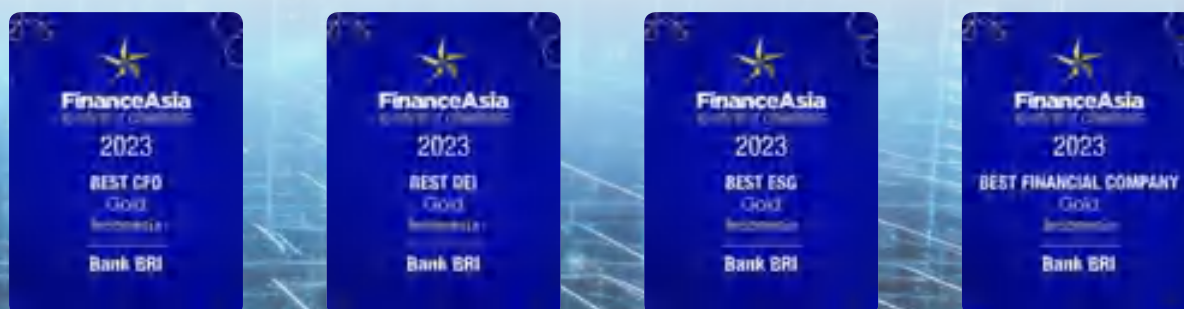 FinanceAsia
2023
BEST CFO
Gold
Bank BRI
FinanceAsia
2023
BEST DEI
Gold
Bank BRI
FinanceAsia
2023
BEST ESG
Gold
Bank BRI
FinanceAsia
2023
BEST FINANCIAL COMPANY
Gold
Bank BRI